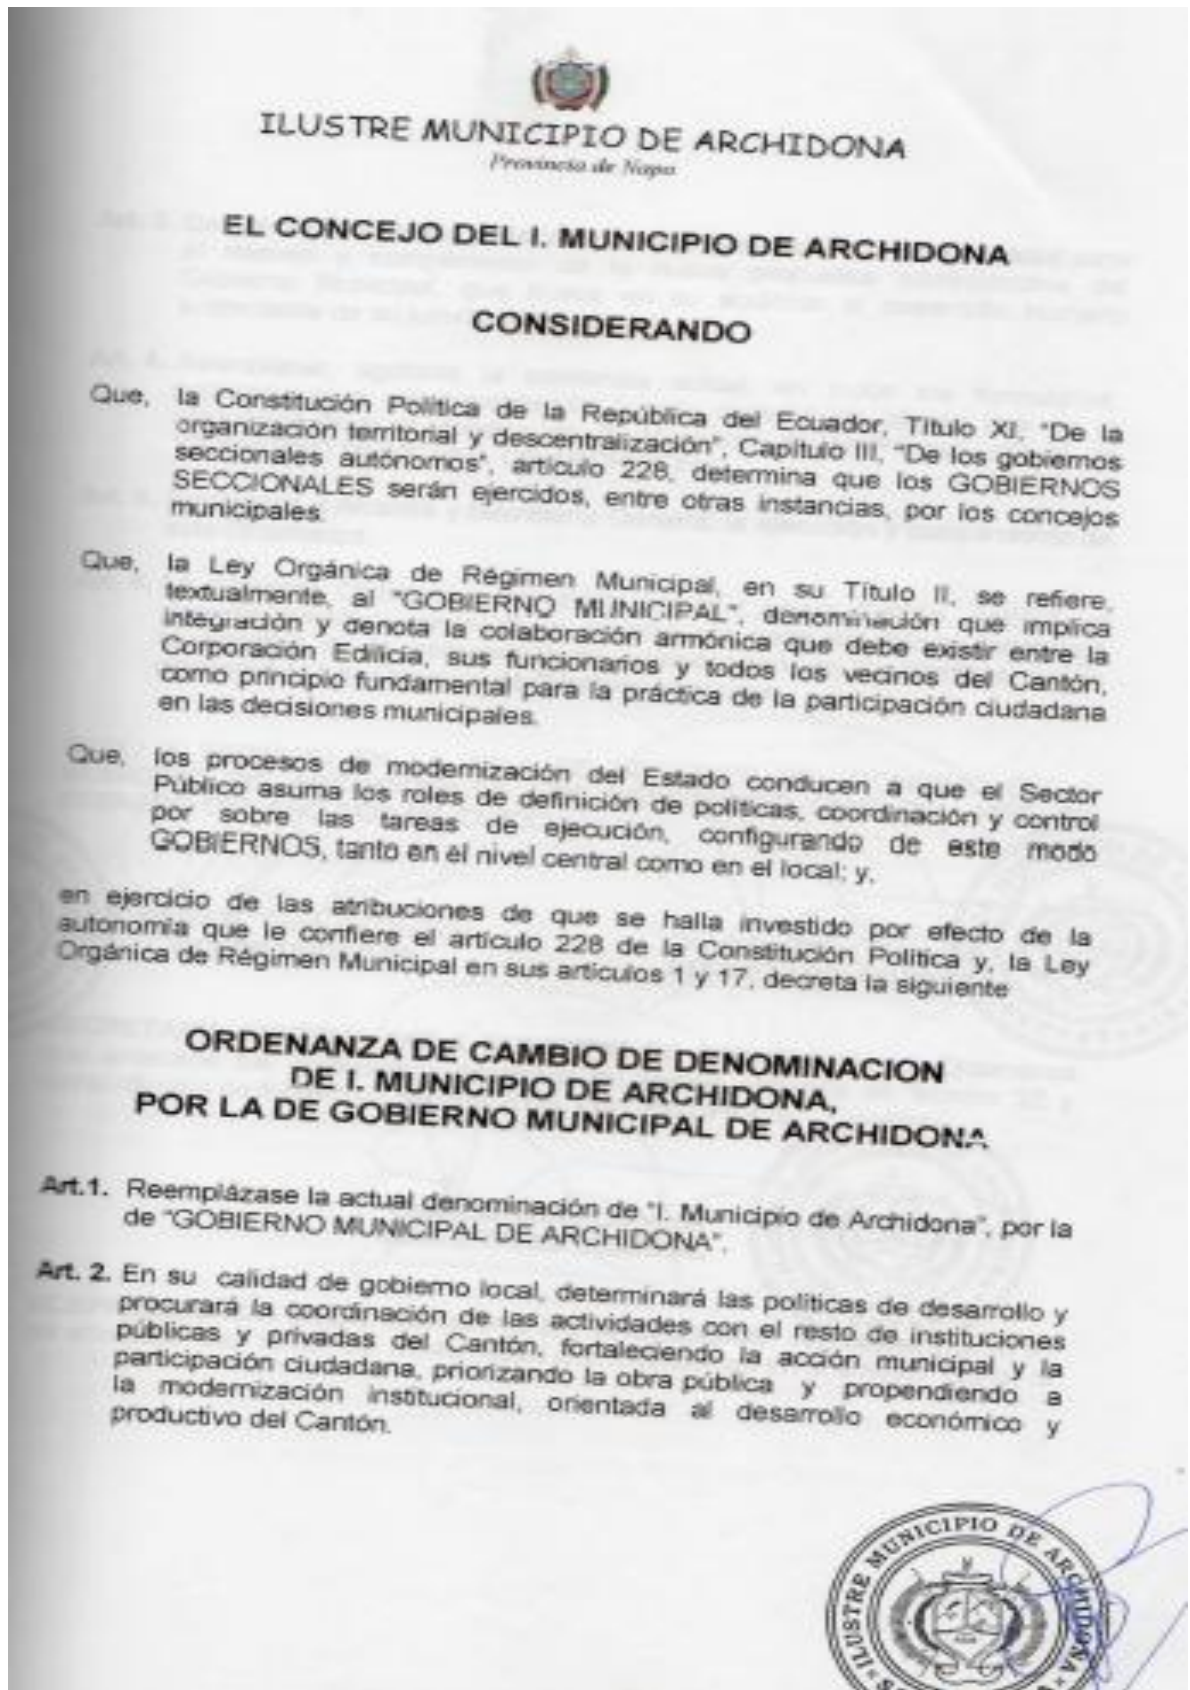 ILUSTRE MUNICIPIO DE ARCHIDONA
Provincia de Napo
EL CONCEJO DEL I. MUNICIPIO DE ARCHIDONA
CONSIDERANDO
Que, la Constitución Política de la República del Ecuador, Título XI, "De la
organización territorial y descentralización", Capítulo III, "De los gobiernos
seccionales autónomos", artículo 228, determina que los GOBIERNOS
SECCIONALES serán ejercidos, entre otras instancias, por los concejos
municipales.
Que, la Ley Orgánica de Régimen Municipal, en su Título II, se refiere,
textualmente, al "GOBIERNO MUNICIPAL", denominación que implica
integración y denota la colaboración armónica que debe existir entre la
Corporación Edilicia, sus funcionarios y todos los vecinos del Cantón,
como principio fundamental para la práctica de la participación ciudadana
en las decisiones municipales.
Que, los procesos de modernización del Estado conducen a que el Sector
Público asuma los roles de definición de políticas, coordinación y control
por sobre las tareas de ejecución, configurando de este modo
GOBIERNOS, tanto en el nivel central como en el local; y,
en ejercicio de las atribuciones de que se halla investido por efecto de la
autonomía que le confiere el artículo 228 de la Constitución Política y, la Ley
Orgánica de Régimen Municipal en sus artículos 1 y 17, decreta la siguiente
ORDENANZA DE CAMBIO DE DENOMINACION
DE I. MUNICIPIO DE ARCHIDONA,
POR LA DE GOBIERNO MUNICIPAL DE ARCHIDONA
Art.1. Reemplázase la actual denominación de "I. Municipio de Archidona", por la
de "GOBIERNO MUNICIPAL DE ARCHIDONA",
Art. 2. En su calidad de gobierno local, determinará las políticas de desarrollo y
procurará la coordinación de las actividades con el resto de instituciones
públicas y privadas del Cantón, fortaleciendo la acción municipal y la
participación ciudadana, priorizando la obra pública y propendiendo a
la modernización institucional, orientada al desarrollo económico y
productivo del Cantón.
ILUSTRE MUNICIPIO DE ARCHIDONA